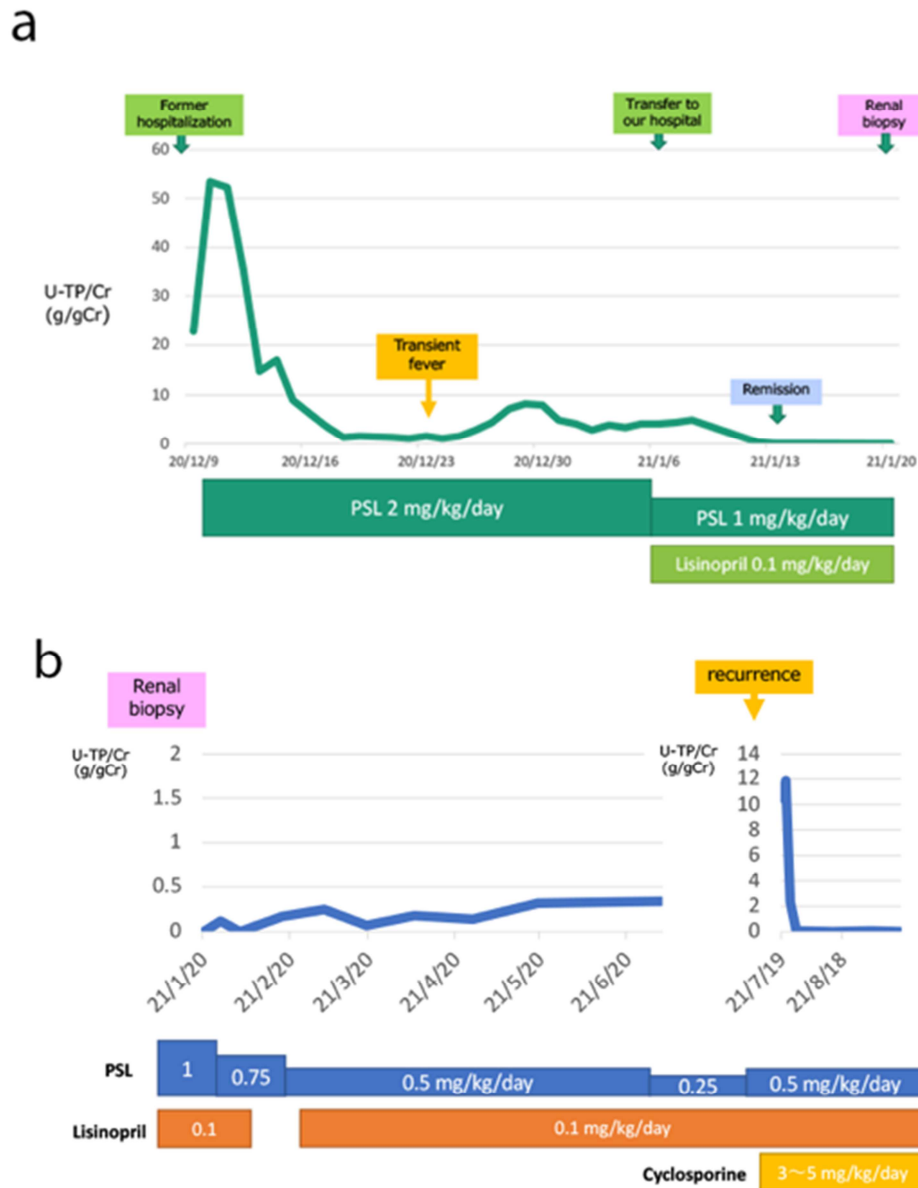 a
Former
hospitalization
Transfer to
our hospital
Renal
biopsy
60
50
40
30
20
10
0
U-TP/Cr
(g/gCr)
Transient
fever
Remission
20/12/9
20/12/16
20/12/23
20/12/30
21/1/6
21/1/13
21/1/20
PSL 2 mg/kg/day
PSL 1 mg/kg/day
Lisinopril 0.1 mg/kg/day
b
Renal
biopsy
recurrence
U-TP/Cr
(g/gCr)
2
1.5
1
0.5
0
21/1/20
21/2/20
21/3/20
21/4/20
21/5/20
21/6/20
U-TP/Cr
(g/gCr)
14
12
10
8
6
4
2
0
21/7/19
21/8/18
PSL
1
0.75
0.5 mg/kg/day
0.25
0.5 mg/kg/day
Lisinopril
0.1
0.1 mg/kg/day
Cyclosporine
3～5 mg/kg/day